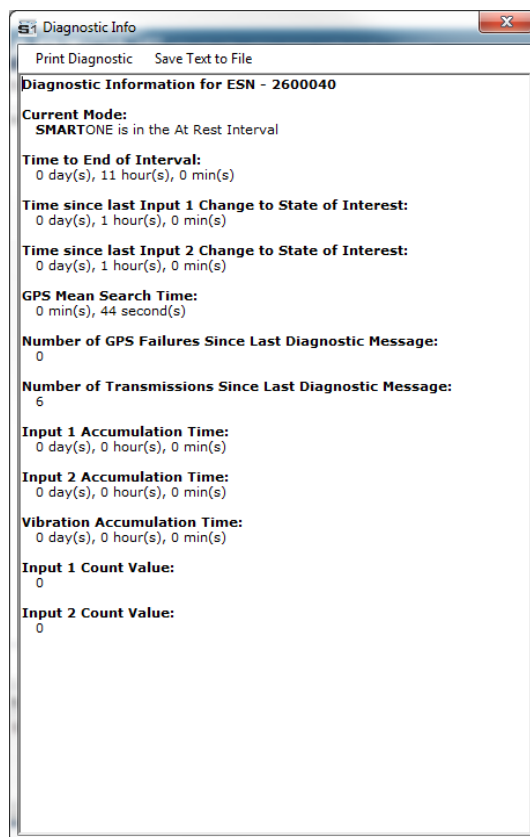 S1 Diagnostic Info
Print Diagnostic Save Text to File
Diagnostic Information for ESN - 2600040
Current Mode:
SMARTONE is in the At Rest Interval
Time to End of Interval:
0 day(s), 11 hour(s), 0 min(s)
Time since last Input 1 Change to State of Interest:
0 day(s), 1 hour(s), 0 min(s)
Time since last Input 2 Change to State of Interest:
0 day(s), 1 hour(s), 0 min(s)
GPS Mean Search Time:
0 min(s), 44 second(s)
Number of GPS Failures Since Last Diagnostic Message:
0
Number of Transmissions Since Last Diagnostic Message:
6
Input 1 Accumulation Time:
0 day(s), 0 hour(s), 0 min(s)
Input 2 Accumulation Time:
0 day(s), 0 hour(s), 0 min(s)
Vibration Accumulation Time:
0 day(s), 0 hour(s), 0 min(s)
Input 1 Count Value:
0
Input 2 Count Value:
0